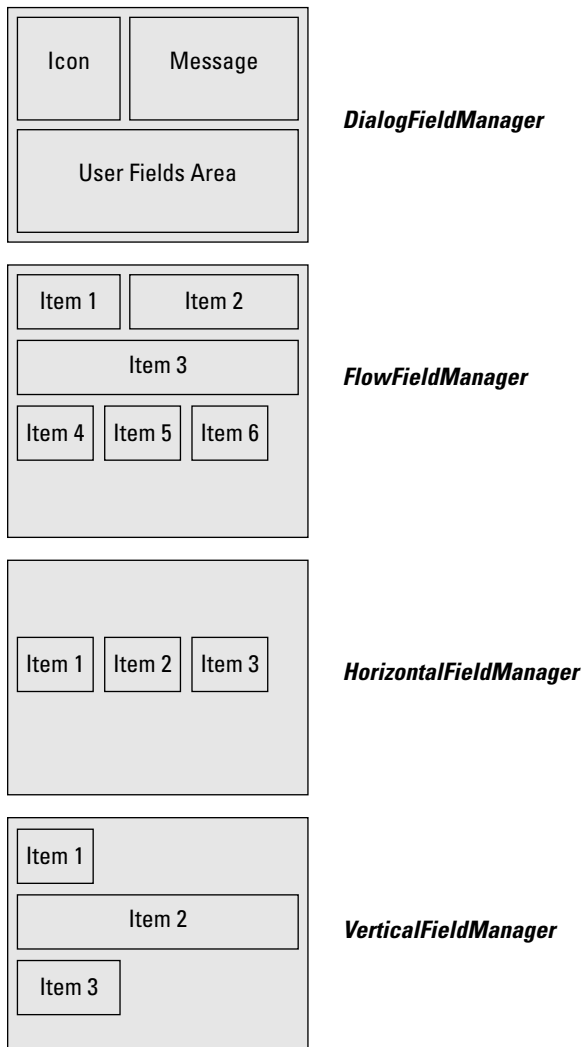 Icon
Message
User Fields Area
DialogFieldManager
Item 1
Item 2
Item 3
Item 4
Item 5
Item 6
FlowFieldManager
Item 1
Item 2
Item 3
HorizontalFieldManager
Item 1
Item 2
Item 3
VerticalFieldManager